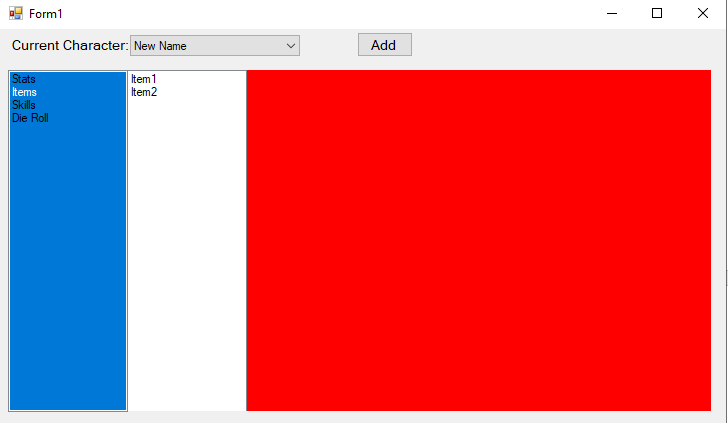 Form1
Current Character: New Name Add
Stats
Items
Skills
Die Roll
Item1
Item2